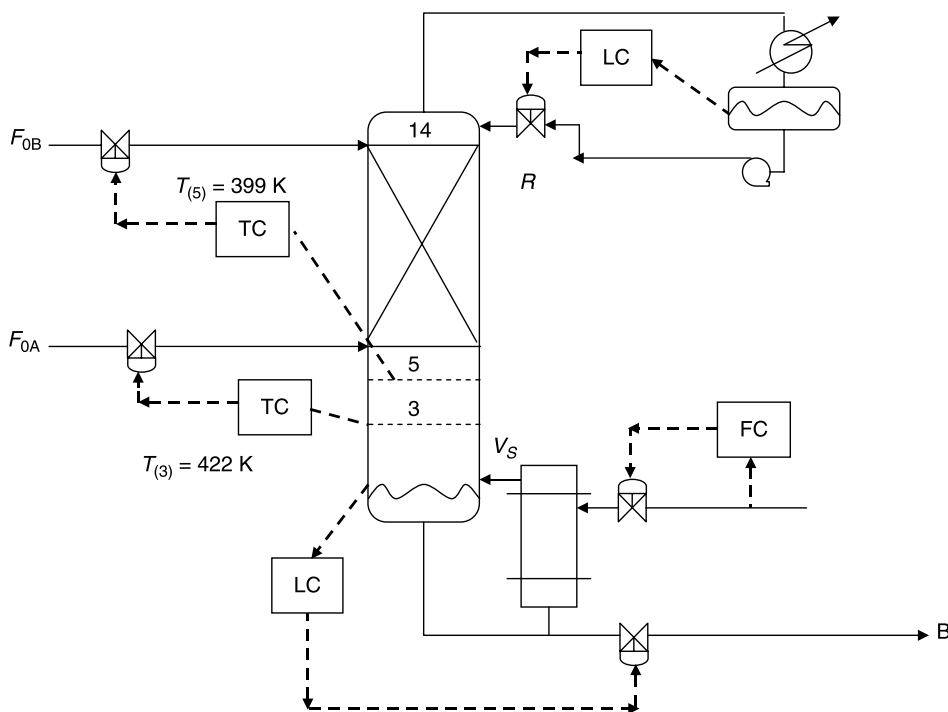 LC
14
F0B
R
T(5) = 399 K
TC
F0A
5
TC
3
T(3) = 422 K
VS
FC
LC
B